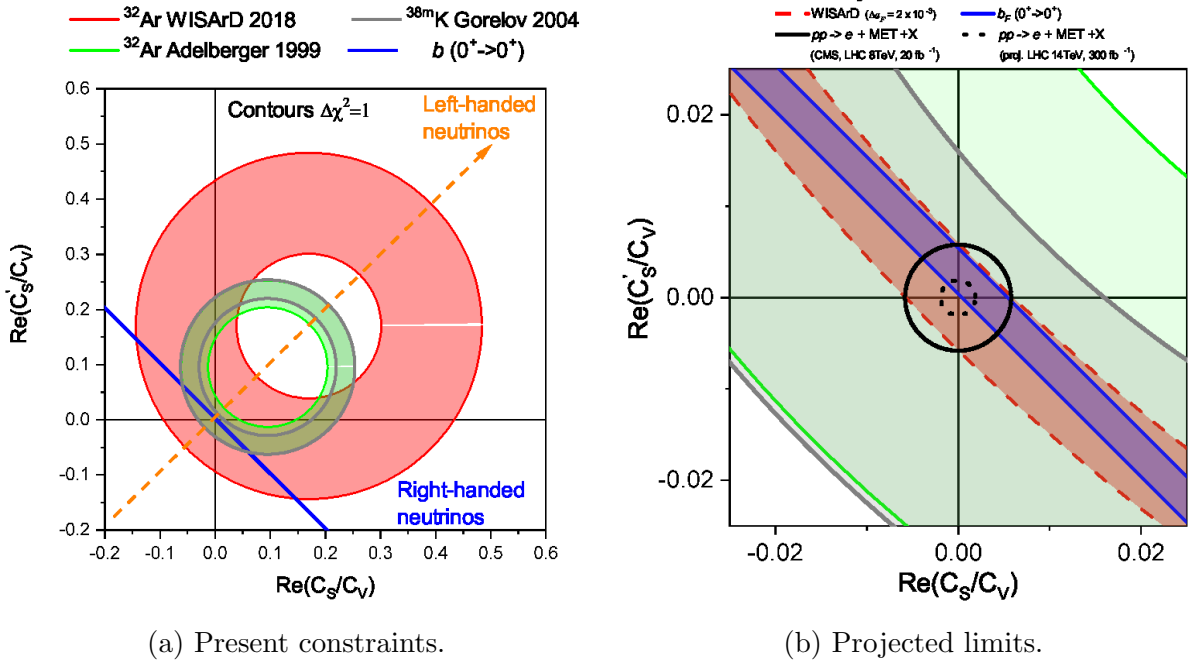 ³²Ar WISArD 2018
³⁸ᵐK Gorelov 2004
³²Ar Adelberger 1999
b (0⁺->0⁺)
Contours Δχ²=1
Left-handed
neutrinos
Right-handed
neutrinos
0.6
0.5
0.4
0.3
0.2
0.1
0.0
-0.1
-0.2
Re(C'ₛ/Cᵥ)
-0.2 -0.1 0.0 0.1 0.2 0.3 0.4 0.5 0.6
Re(Cₛ/Cᵥ)
(a) Present constraints.
WISArD (Δα_F = 2 x 10⁻³)
b_F (0⁺->0⁺)
pp -> e + MET +X
(CMS, LHC 8TeV, 20 fb⁻¹)
pp -> e + MET +X
(proj. LHC 14TeV, 300 fb⁻¹)
0.02
0.00
-0.02
Re(C'ₛ/Cᵥ)
-0.02 0.00 0.02
Re(Cₛ/Cᵥ)
(b) Projected limits.